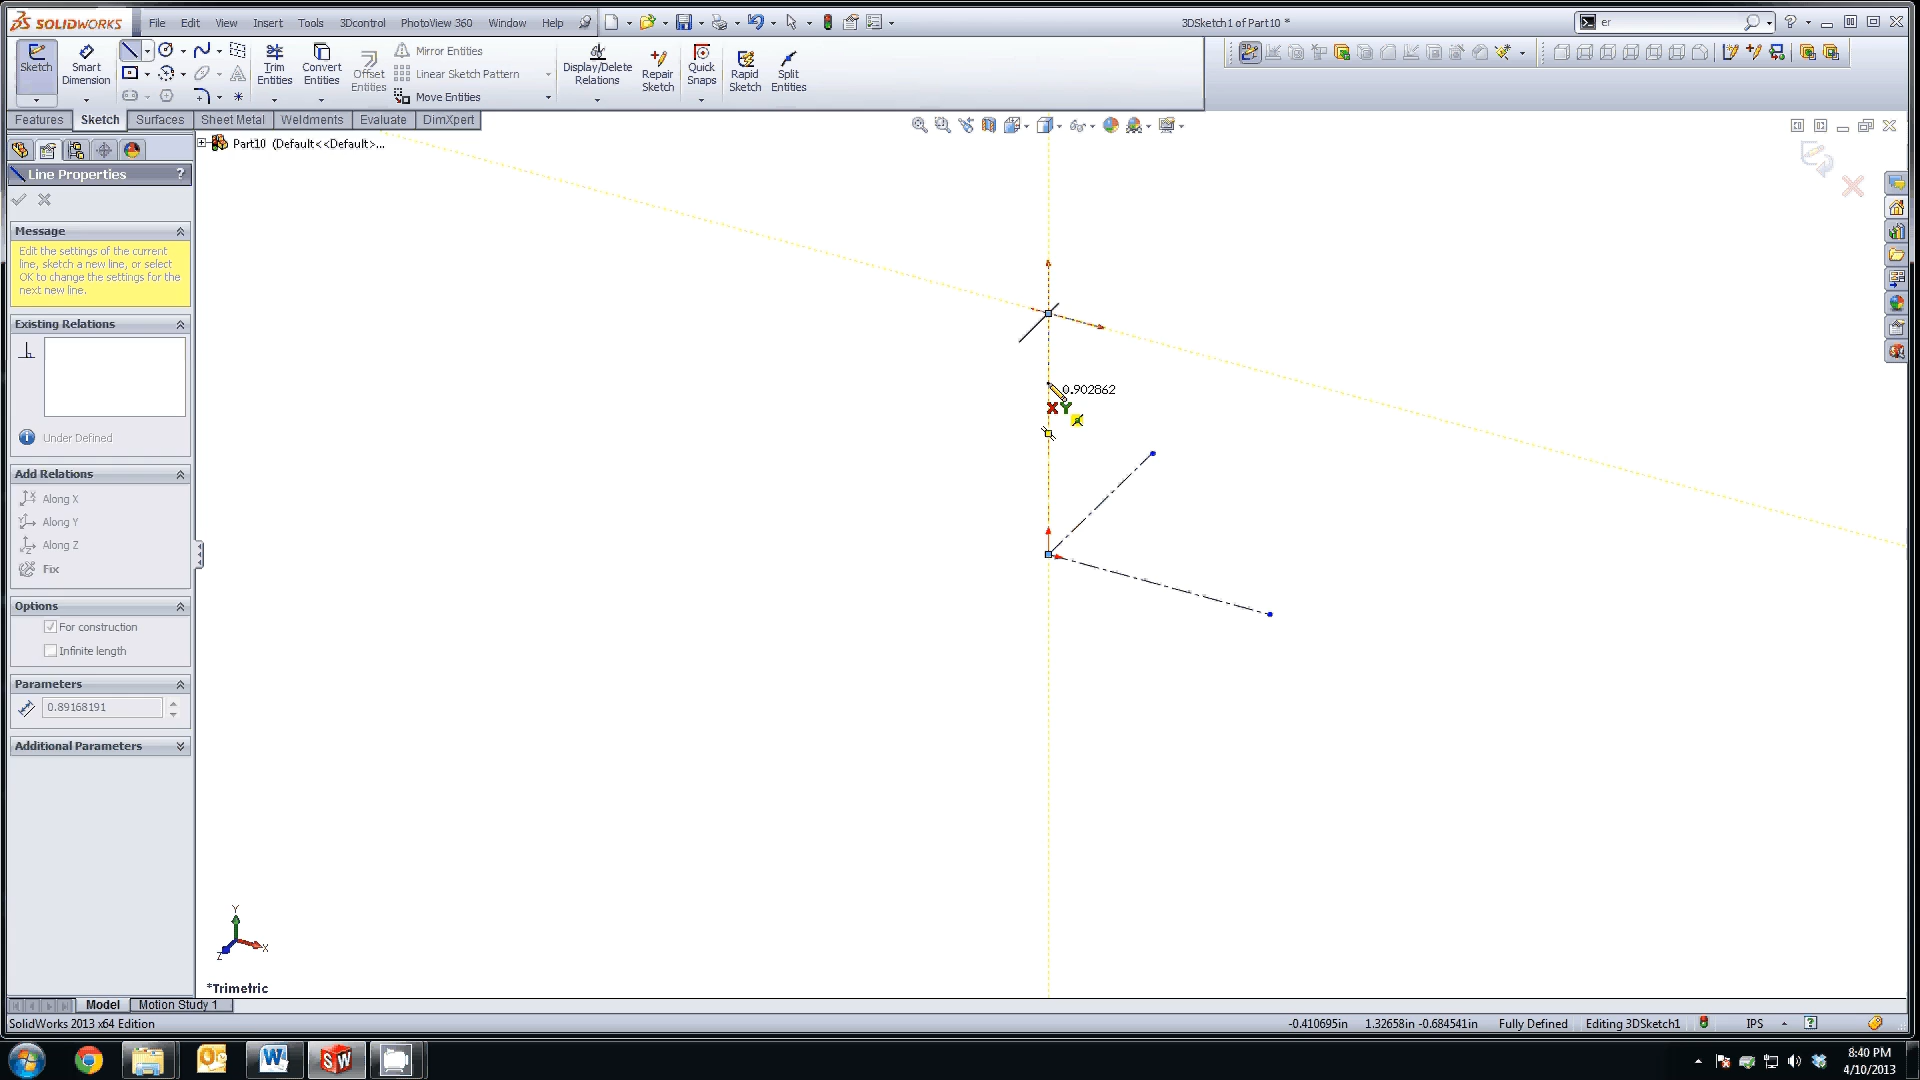 SOLIDWORKS
File Edit View Insert Tools 3Dcontrol PhotoView 360 Window Help
3DSketch1 of Part10 *
er
Sketch
Smart Dimension
Trim Entities
Convert Entities
Offset Entities
Mirror Entities
Linear Sketch Pattern
Move Entities
Display/Delete Relations
Repair Sketch
Quick Snaps
Rapid Sketch
Split Entities
Features Sketch Surfaces Sheet Metal Weldments Evaluate DimXpert
Part10 (Default<<Default>...
Line Properties ?
Message
Edit the settings of the current
line, sketch a new line, or select
OK to change the settings for the
next new line.
Existing Relations
Under Defined
Add Relations
Along X
Along Y
Along Z
Fix
Options
For construction
Infinite length
Parameters
0.89168191
Additional Parameters
0.902862
X Y
Y
X
Z
*Trimetric
Model Motion Study 1
SolidWorks 2013 x64 Edition
-0.410695in 1.32658in -0.684541in Fully Defined Editing 3DSketch1 IPS
8:40 PM
4/10/2013